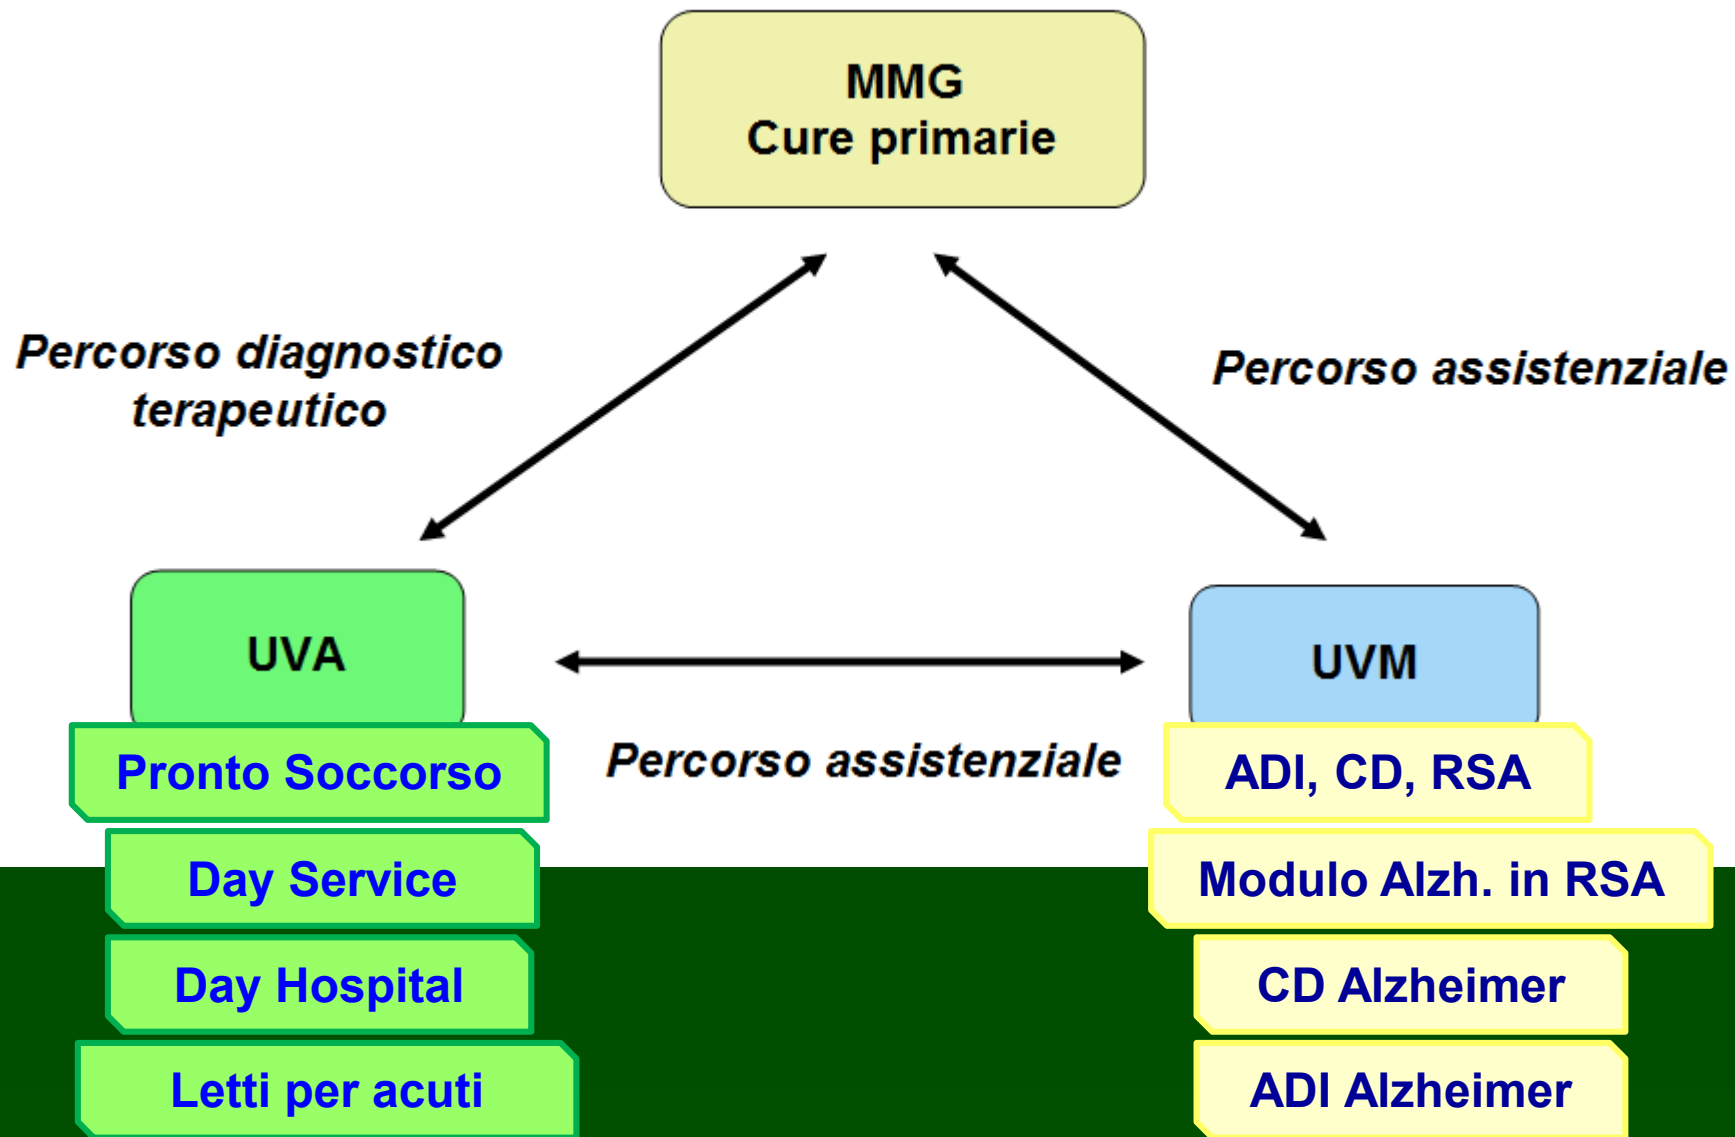 MMG
Cure primarie
Percorso diagnostico
terapeutico
Percorso assistenziale
UVA
UVM
Percorso assistenziale
Pronto Soccorso
Day Service
Day Hospital
Letti per acuti
ADI, CD, RSA
Modulo Alzh. in RSA
CD Alzheimer
ADI Alzheimer